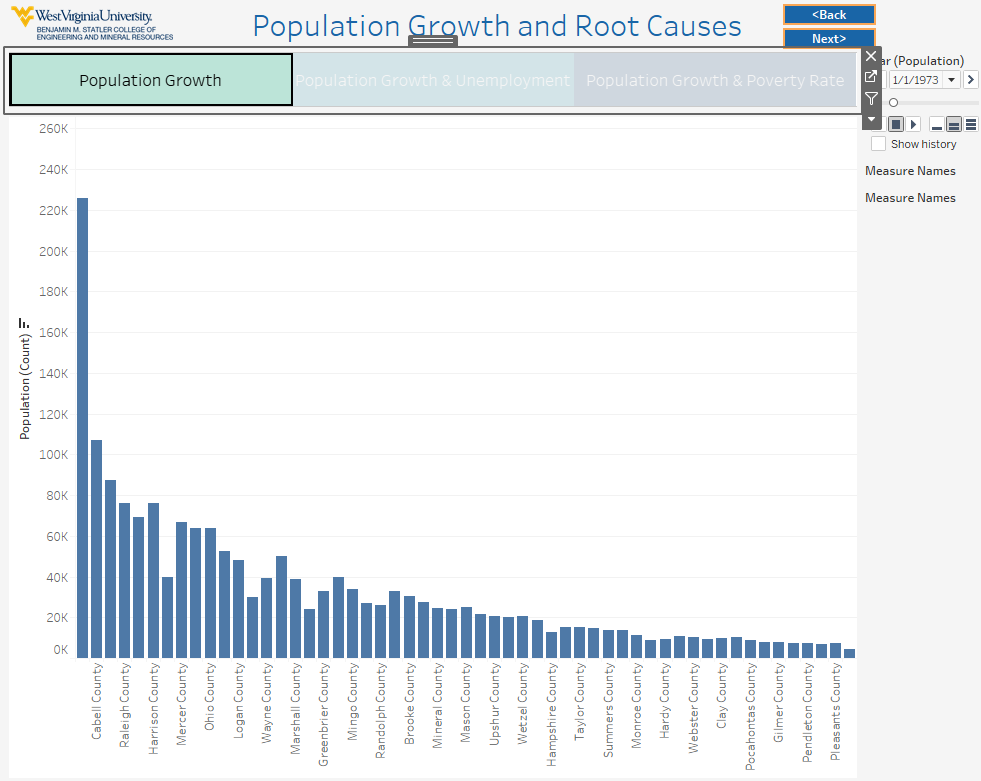 WestVirginiaUniversity.
BENJAMIN M. STATLER COLLEGE OF
ENGINEERING AND MINERAL RESOURCES
Population Growth and Root Causes
<Back
Next>
Population Growth
Population Growth & Unemployment
Population Growth & Poverty Rate
ar (Population)
1/1/1973
Show history
Measure Names
Measure Names
Population (Count)
260K
240K
220K
200K
180K
160K
140K
120K
100K
80K
60K
40K
20K
0K
Cabell County
Raleigh County
Harrison County
Mercer County
Ohio County
Logan County
Wayne County
Marshall County
Greenbrier County
Mingo County
Randolph County
Brooke County
Mineral County
Mason County
Upshur County
Wetzel County
Hampshire County
Taylor County
Summers County
Monroe County
Hardy County
Webster County
Clay County
Pocahontas County
Gilmer County
Pendleton County
Pleasants County